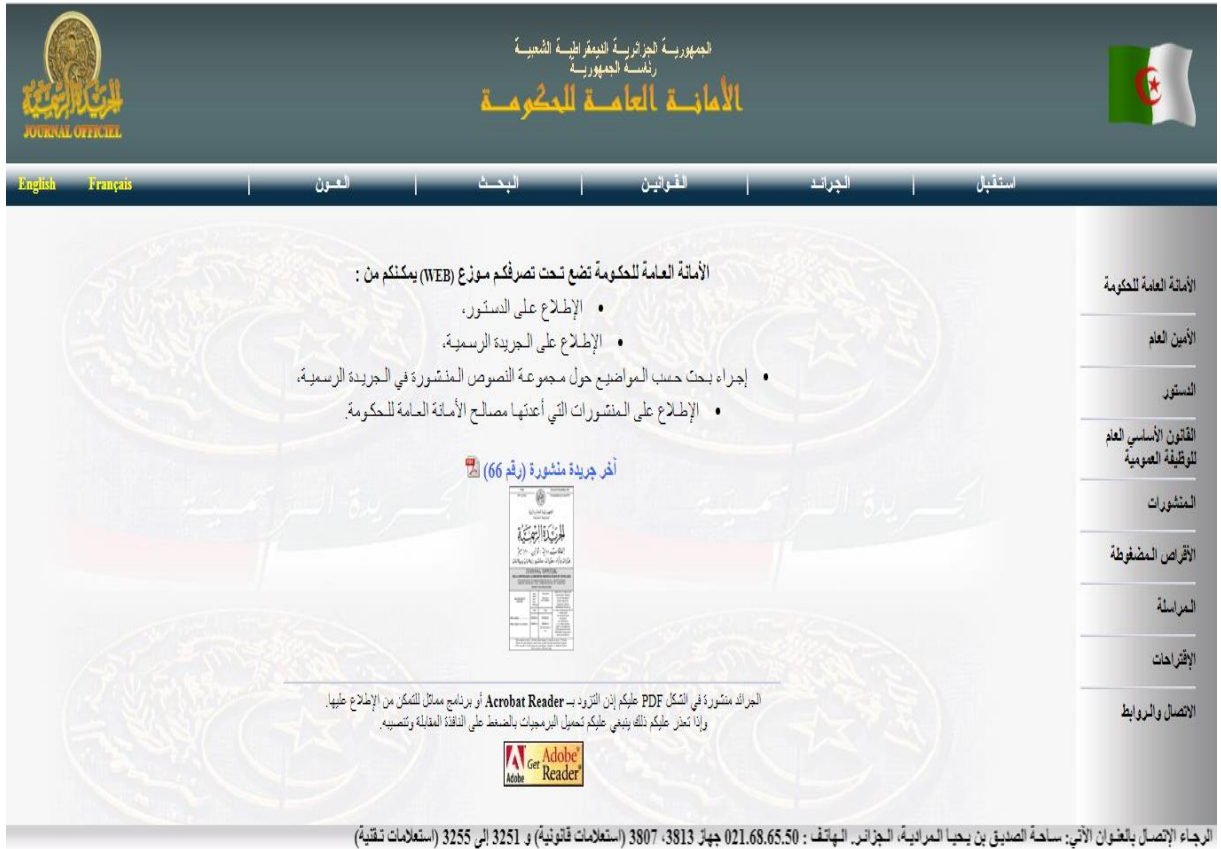 الجمهورية الجزائرية الديمقراطية الشعبية
رئاسة الجمهورية
الأمانة العامة للحكومة
الجريدة الرسمية
JOURNAL OFFICIEL
استقبال | الجرائد | القوانين | البحث | العون | Français English
الأمانة العامة للحكومة
الأمين العام
الدستور
القانون الأساسي العام
للوظيفة العمومية
المنشورات
الأقراص المضغوطة
المراسلة
الإقتراحات
الاتصال والروابط
الأمانة العامة للحكومة تضع تحت تصرفكم موزع (WEB) يمكنكم من :
• الإطلاع على الدستور،
• الإطلاع على الجريدة الرسمية،
• إجراء بحث حسب المواضيع حول مجموعة النصوص المنشورة في الجريدة الرسمية،
• الإطلاع على المنشورات التي أعدتها مصالح الأمانة العامة للحكومة.
أخر جريدة منشورة (رقم 66)
الجريدة الرسمية
الجرائد منشورة في الشكل PDF عليكم إذن التزود بـ Acrobat Reader أو برنامج مماثل للتمكن من الإطلاع عليها.
وإذا تعذر عليكم ذلك ينبغي عليكم تحميل البرمجيات بالضغط على النافذة المقابلة وتنصيبه.
Adobe
Get Adobe® Reader®
الرجاء الإتصال بالعنوان الأتي: ساحة الصديق بن يحيا المرادية، الجزائر. الهاتف : 021.68.65.50 جهاز 3813، 3807 (استعلامات قانونية) و 3251 إلى 3255 (استعلامات تقنية)